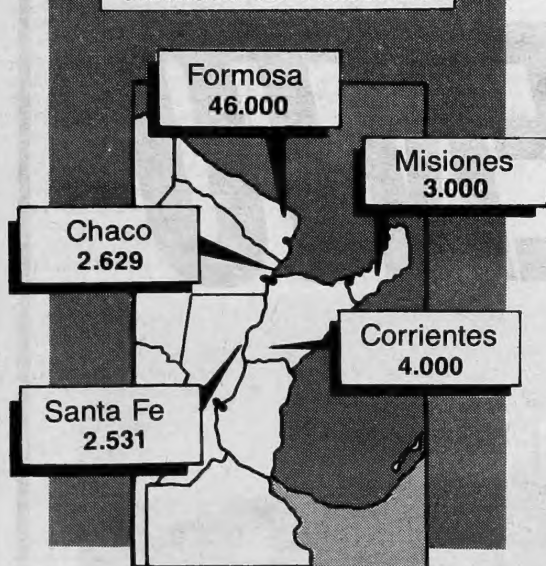 Formosa
46.000
Misiones
3.000
Chaco
2.629
Corrientes
4.000
Santa Fe
2.531